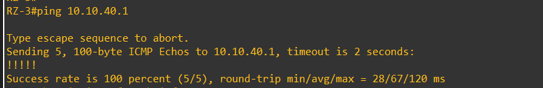 RZ-3#ping 10.10.40.1
Type escape sequence to abort.
Sending 5, 100-byte ICMP Echos to 10.10.40.1, timeout is 2 seconds:
!!!!!
Success rate is 100 percent (5/5), round-trip min/avg/max = 28/67/120 ms